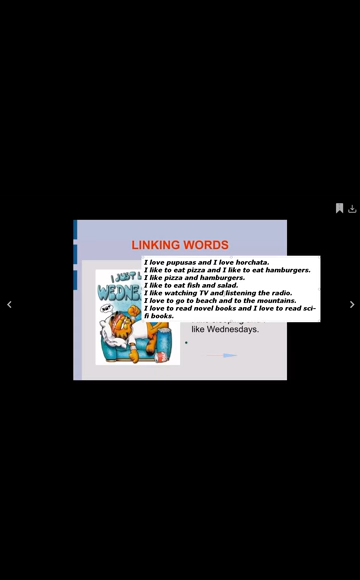 LINKING WORDS
I JUST L
WEDNE
I love pupusas and I love horchata.
I like to eat pizza and I like to eat hamburgers.
I like pizza and hamburgers.
I like to eat fish and salad.
I like watching TV and listening the radio.
I love to go to beach and to the mountains.
I love to read novel books and I love to read sci-
fi books.
like Wednesdays.